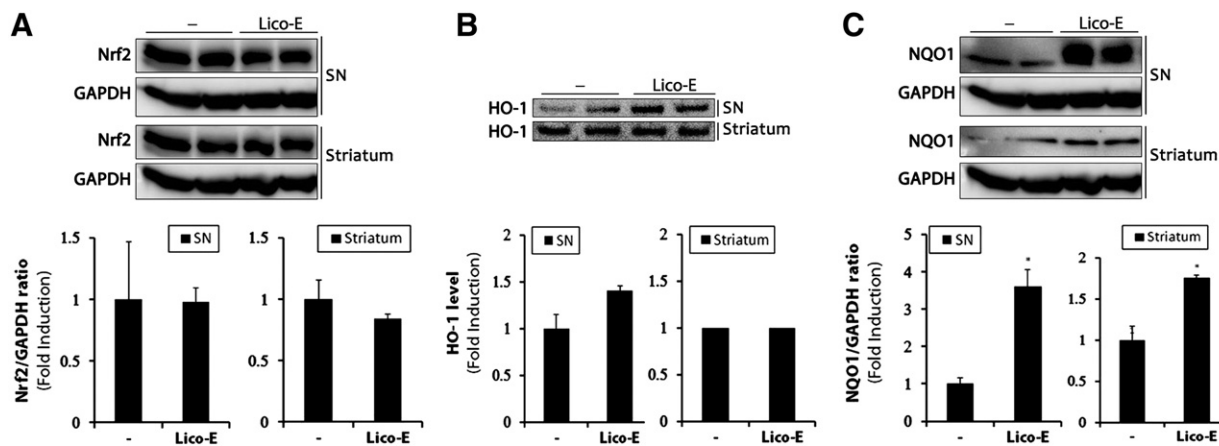 A
– Lico-E
Nrf2
GAPDH
SN
Nrf2
GAPDH
Striatum
Nrf2/GAPDH ratio
(Fold Induction)
1.5
1
0.5
0
SN
- Lico-E
1.5
1
0.5
0
Striatum
- Lico-E
B
– Lico-E
HO-1 SN
HO-1 Striatum
HO-1 level
(Fold Induction)
2
1.5
1
0.5
0
SN
- Lico-E
2
1.5
1
0.5
0
Striatum
- Lico-E
C
– Lico-E
NQO1
GAPDH
SN
NQO1
GAPDH
Striatum
NQO1/GAPDH ratio
(Fold Induction)
5
4
3
2
1
0
SN
*
- Lico-E
2
1.5
1
0.5
0
Striatum
*
- Lico-E